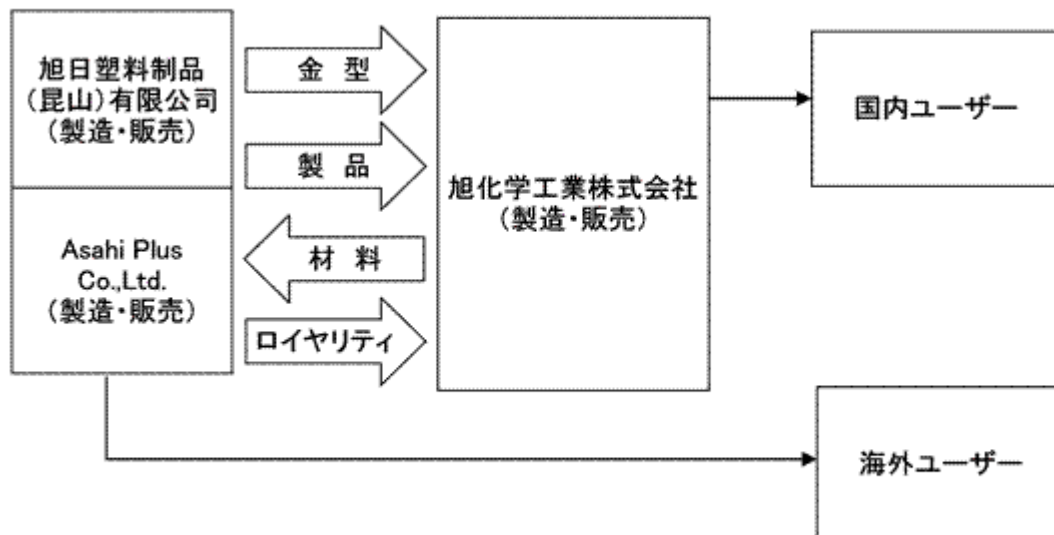 旭日塑料制品
（昆山）有限公司
（製造・販売）
Asahi Plus
Co.,Ltd.
（製造・販売）
金 型
製 品
材 料
ロイヤリティ
旭化学工業株式会社
（製造・販売）
国内ユーザー
海外ユーザー